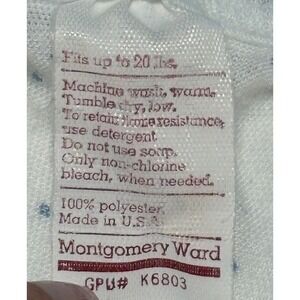 Fits up to 20 lbs.
Machine wash, warm.
Tumble dry, low.
To retain flame resistance,
use detergent.
Do not use soap.
Only non-chlorine
bleach, when needed.
100% polyester
Made in U.S.A.
Montgomery Ward
GPU# K6803